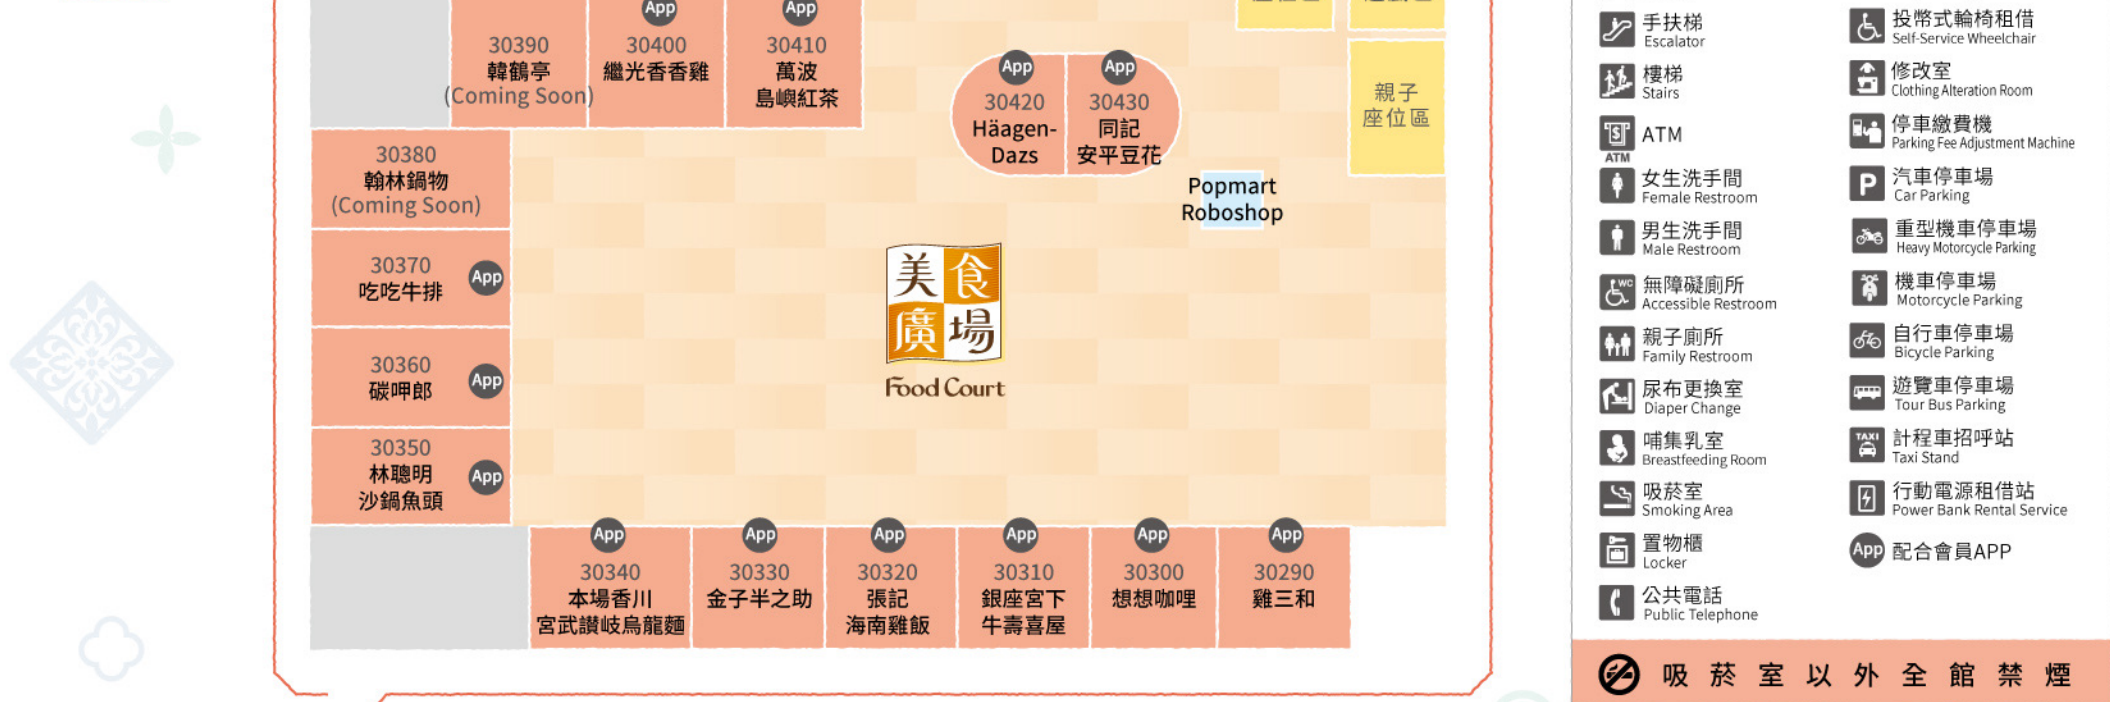 App
30390
韓鶴亭
(Coming Soon)
30400
繼光香香雞
App
30410
萬波
島嶼紅茶
App
30420
Häagen-
Dazs
App
30430
同記
安平豆花
親子
座位區
Popmart
Roboshop
30380
翰林鍋物
(Coming Soon)
30370
吃吃牛排
App
30360
碳呷郎
App
30350
林聰明
沙鍋魚頭
App
美食
廣場
Food Court
App
30340
本場香川
宮武讃岐烏龍麵
App
30330
金子半之助
App
30320
張記
海南雞飯
App
30310
銀座宮下
牛壽喜屋
App
30300
想想咖哩
App
30290
雞三和
手扶梯
Escalator
樓梯
Stairs
ATM
ATM
女生洗手間
Female Restroom
男生洗手間
Male Restroom
WC
無障礙廁所
Accessible Restroom
親子廁所
Family Restroom
尿布更換室
Diaper Change
哺集乳室
Breastfeeding Room
吸菸室
Smoking Area
置物櫃
Locker
公共電話
Public Telephone
投幣式輪椅租借
Self-Service Wheelchair
修改室
Clothing Alteration Room
停車繳費機
Parking Fee Adjustment Machine
P
汽車停車場
Car Parking
重型機車停車場
Heavy Motorcycle Parking
機車停車場
Motorcycle Parking
自行車停車場
Bicycle Parking
遊覽車停車場
Tour Bus Parking
TAXI
計程車招呼站
Taxi Stand
行動電源租借站
Power Bank Rental Service
App
配合會員APP
吸菸室以外全館禁煙